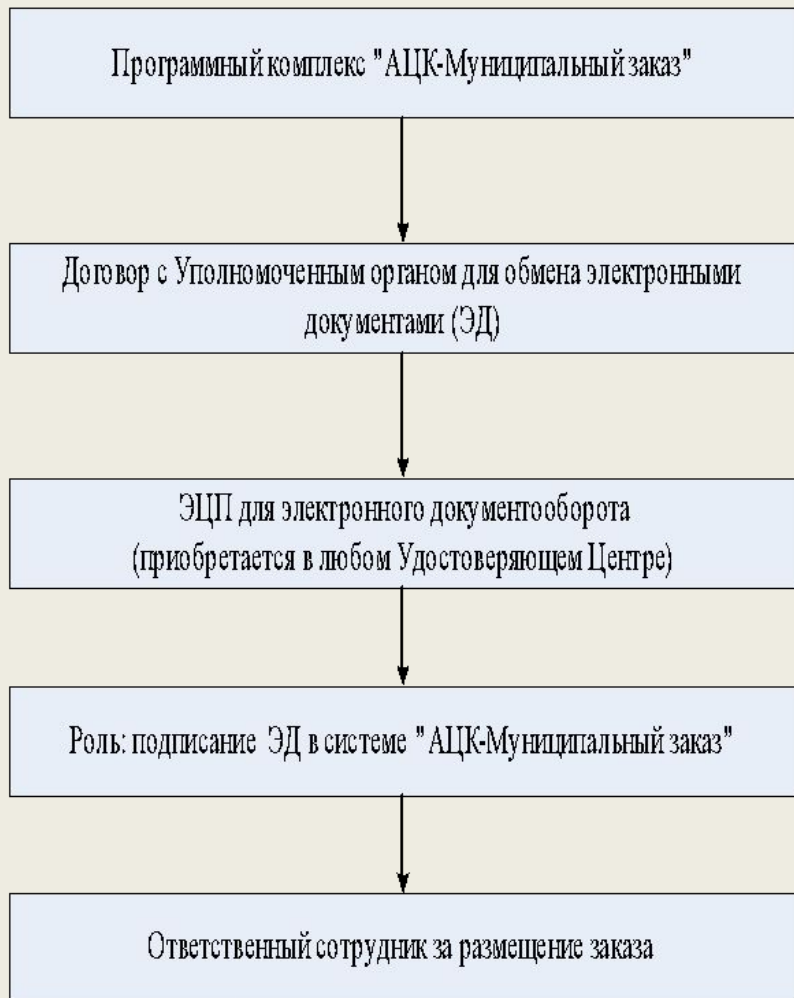 Программный комплекс "АЦК-Муниципальный заказ"
Договор с Уполномоченным органом для обмена электронными
документами (ЭД)
ЭЦП для электронного документооборота
(приобретается в любом Удостоверяющем Центре)
Роль: подписание ЭД в системе "АЦК-Муниципальный заказ"
Ответственный сотрудник за размещение заказа